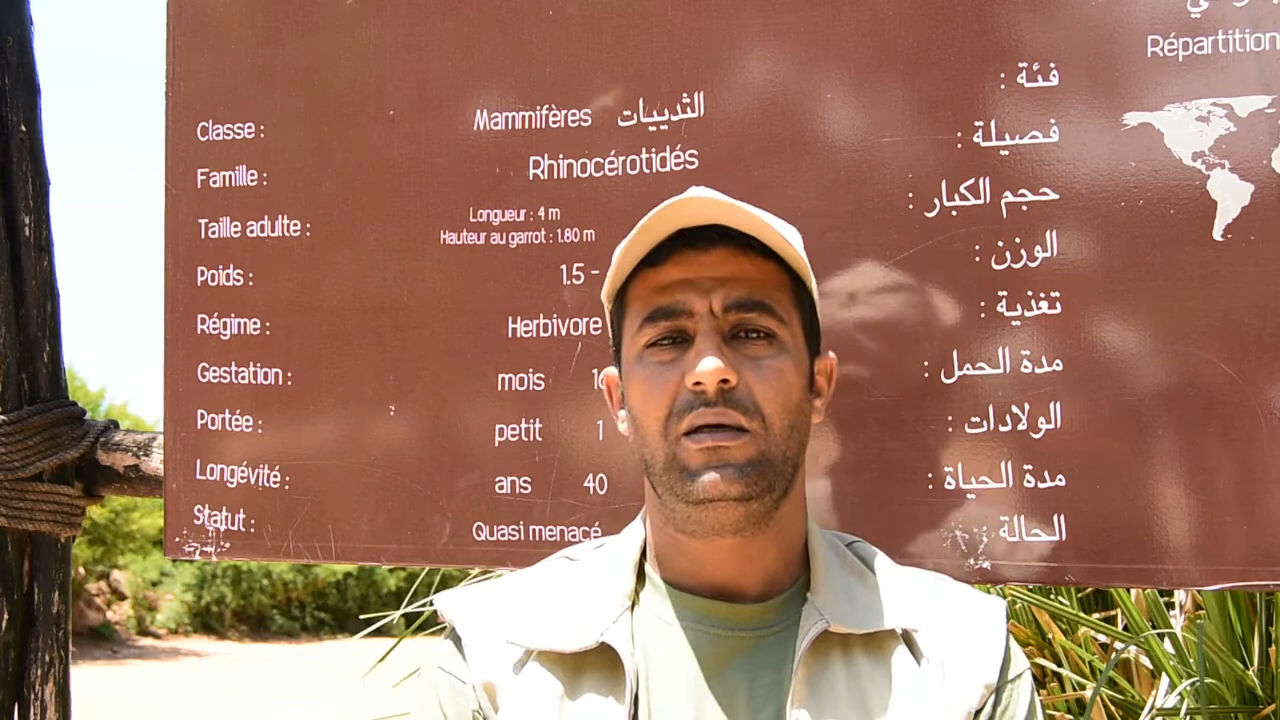 Répartition
Classe : Mammifères الثدييات فئة :
Famille : Rhinocérotidés فصيلة :
Taille adulte : Longueur : 4 m حجم الكبار :
Hauteur au garrot : 1.80 m
Poids : 1.5 - الوزن :
Régime : Herbivore تغذية :
Gestation : mois مدة الحمل :
Portée : petit 1 الولادات :
Longévité : ans 40 مدة الحياة :
Statut : Quasi menacé الحالة :